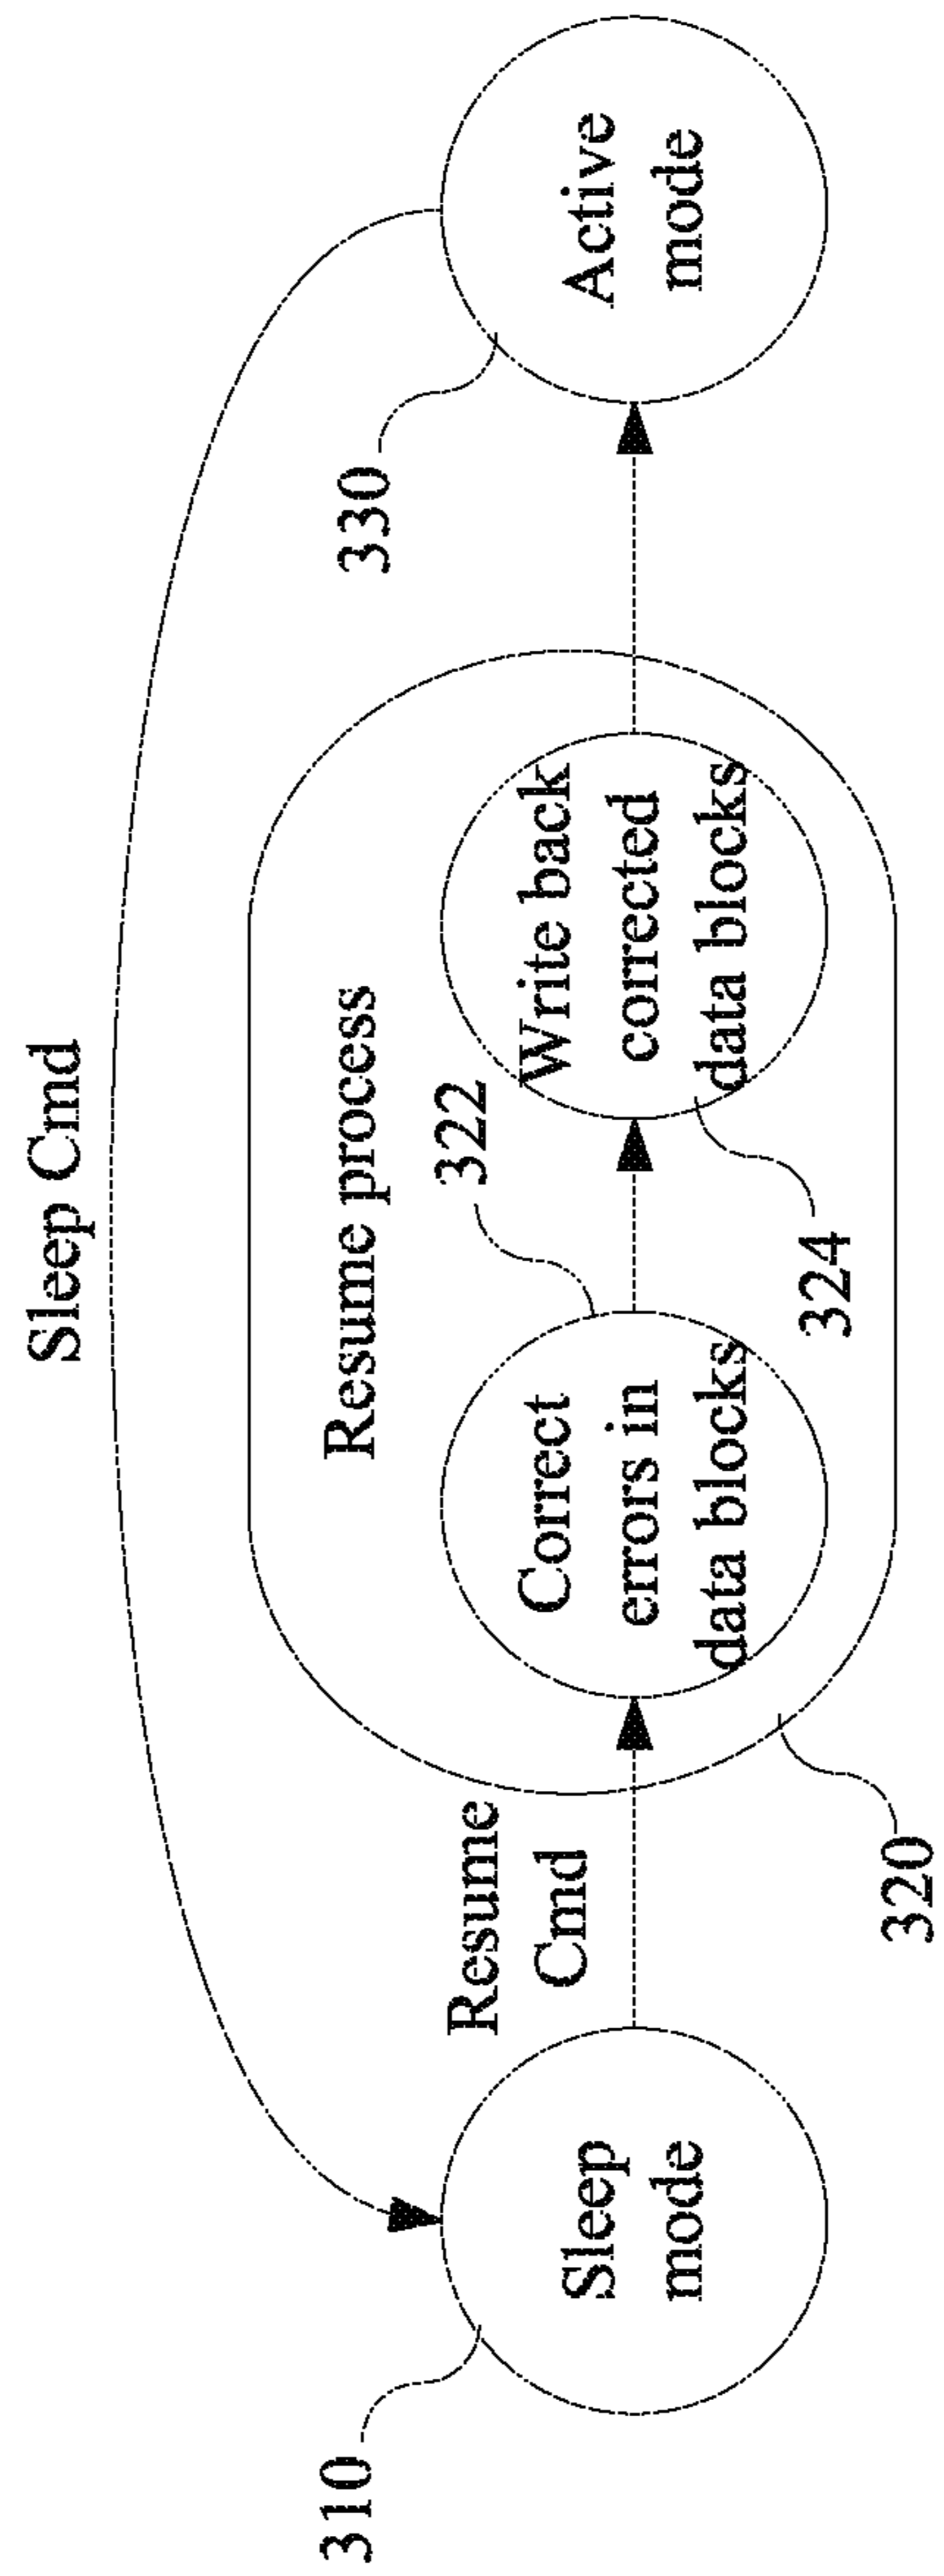 Sleep Cmd
Resume process
330
322
Resume
Cmd
310
Sleep
mode
Correct
errors in
data blocks
Write back
corrected
data blocks
Active
mode
324
320